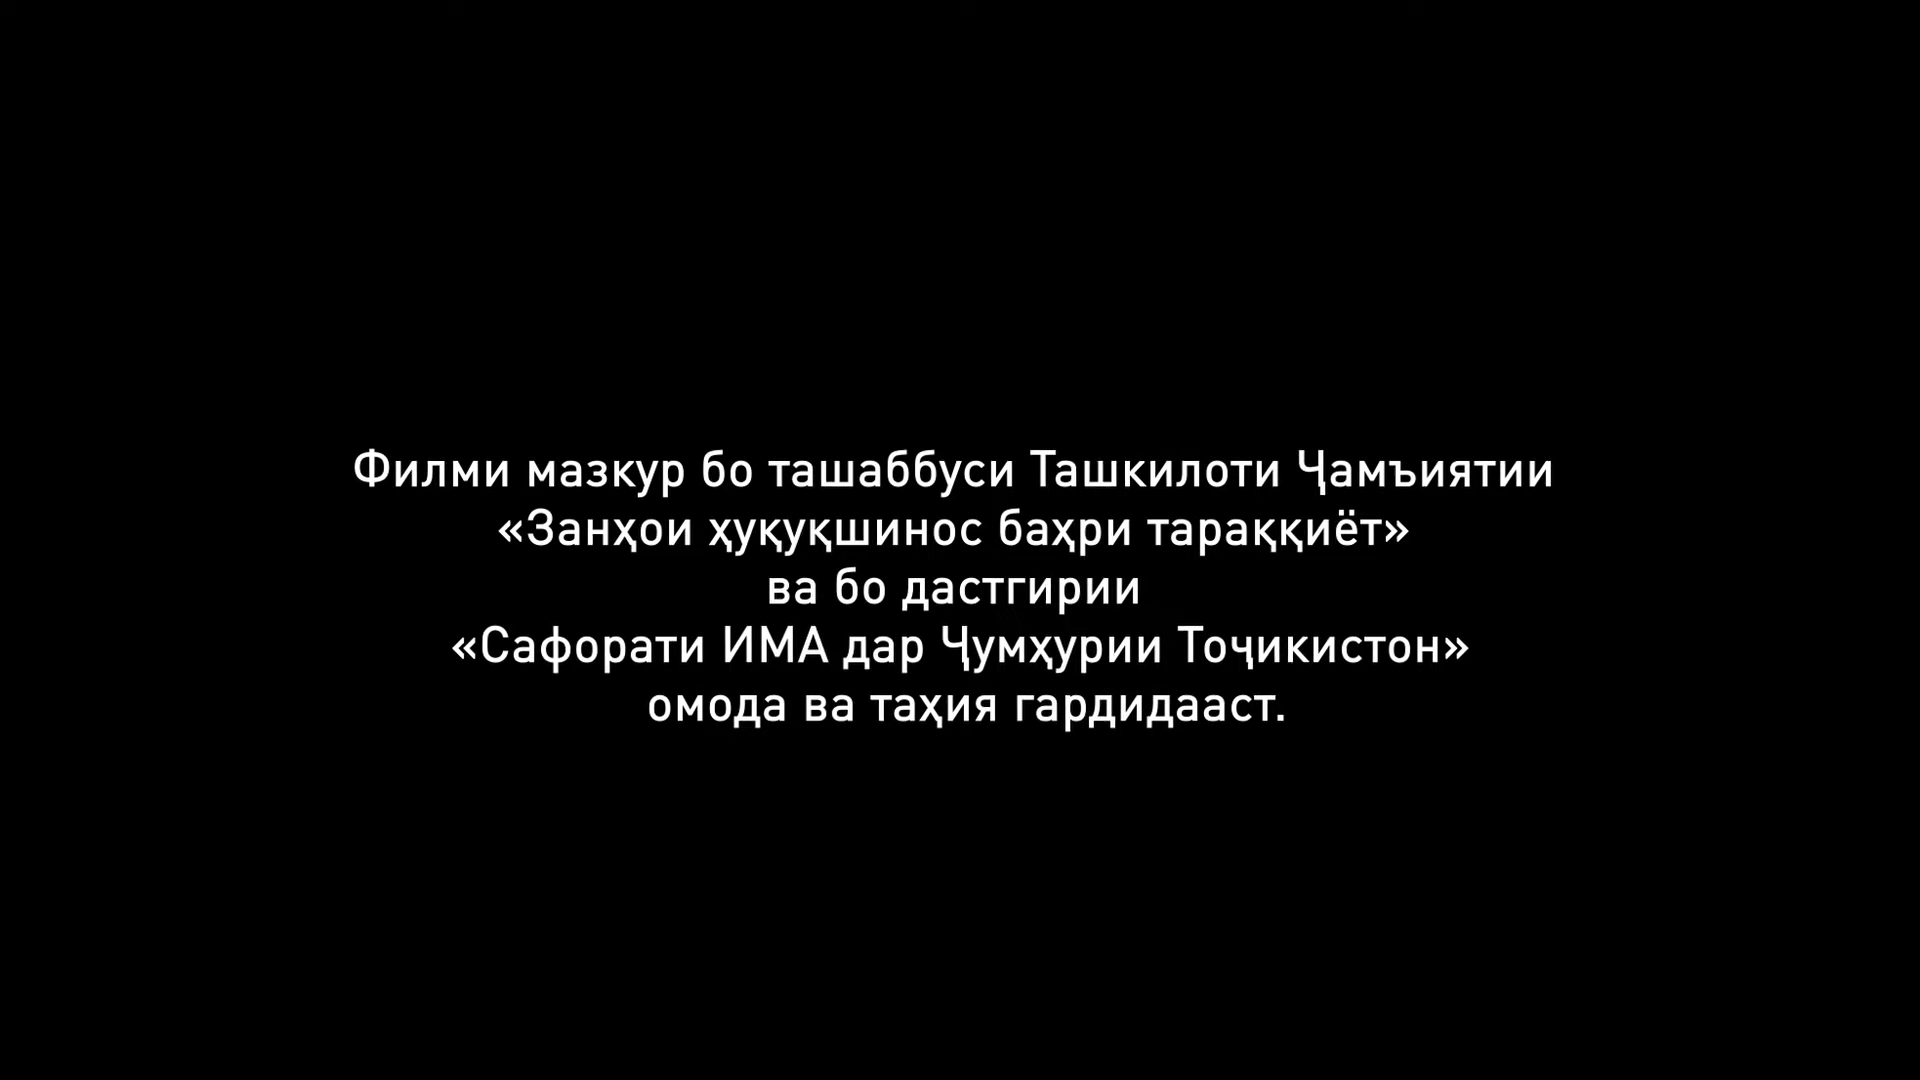 Филми мазкур бо ташаббуси Ташкилоти Ҷамъиятии
«Занҳои ҳуқуқшинос баҳри тараққиёт»
ва бо дастгирии
«Сафорати ИМА дар Ҷумҳурии Тоҷикистон»
омода ва таҳия гардидааст.